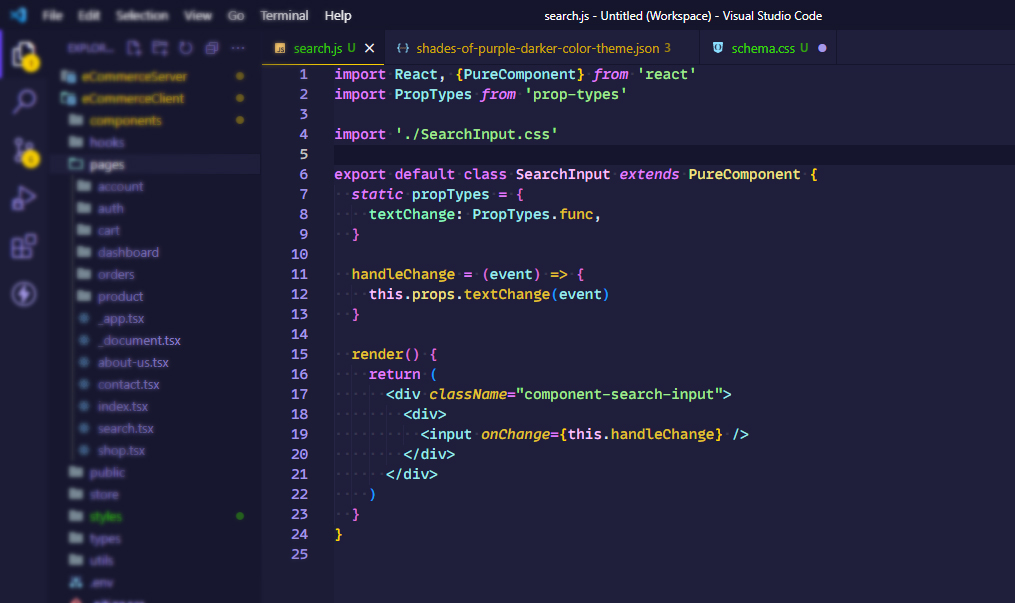 File Edit Selection View Go Terminal Help
search.js - Untitled (Workspace) - Visual Studio Code
EXPLOR...
search.js U
shades-of-purple-darker-color-theme.json 3
schema.css U
eCommerceServer
eCommerceClient
components
hooks
pages
account
auth
cart
dashboard
orders
product
_app.tsx
_document.tsx
about-us.tsx
contact.tsx
index.tsx
search.tsx
shop.tsx
public
store
styles
types
utils
.env
1 import React, {PureComponent} from 'react'
2 import PropTypes from 'prop-types'
3
4 import './SearchInput.css'
5
6 export default class SearchInput extends PureComponent {
7 static propTypes = {
8 textChange: PropTypes.func,
9 }
10
11 handleChange = (event) => {
12 this.props.textChange(event)
13 }
14
15 render() {
16 return (
17 <div className="component-search-input">
18 <div>
19 <input onChange={this.handleChange} />
20 </div>
21 </div>
22 )
23 }
24 }
25